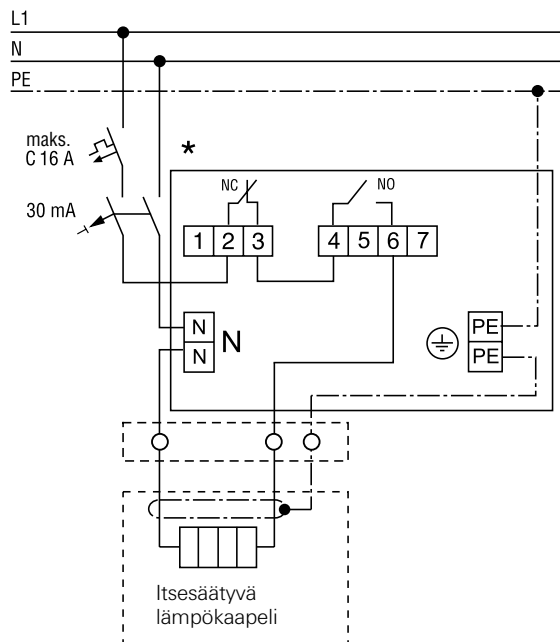 L1
N
PE
maks.
C 16 A
*
30 mA
NC
NO
1 2 3
4 5 6 7
N
N
N
PE
PE
Itsesäätyvä
lämpökaapeli